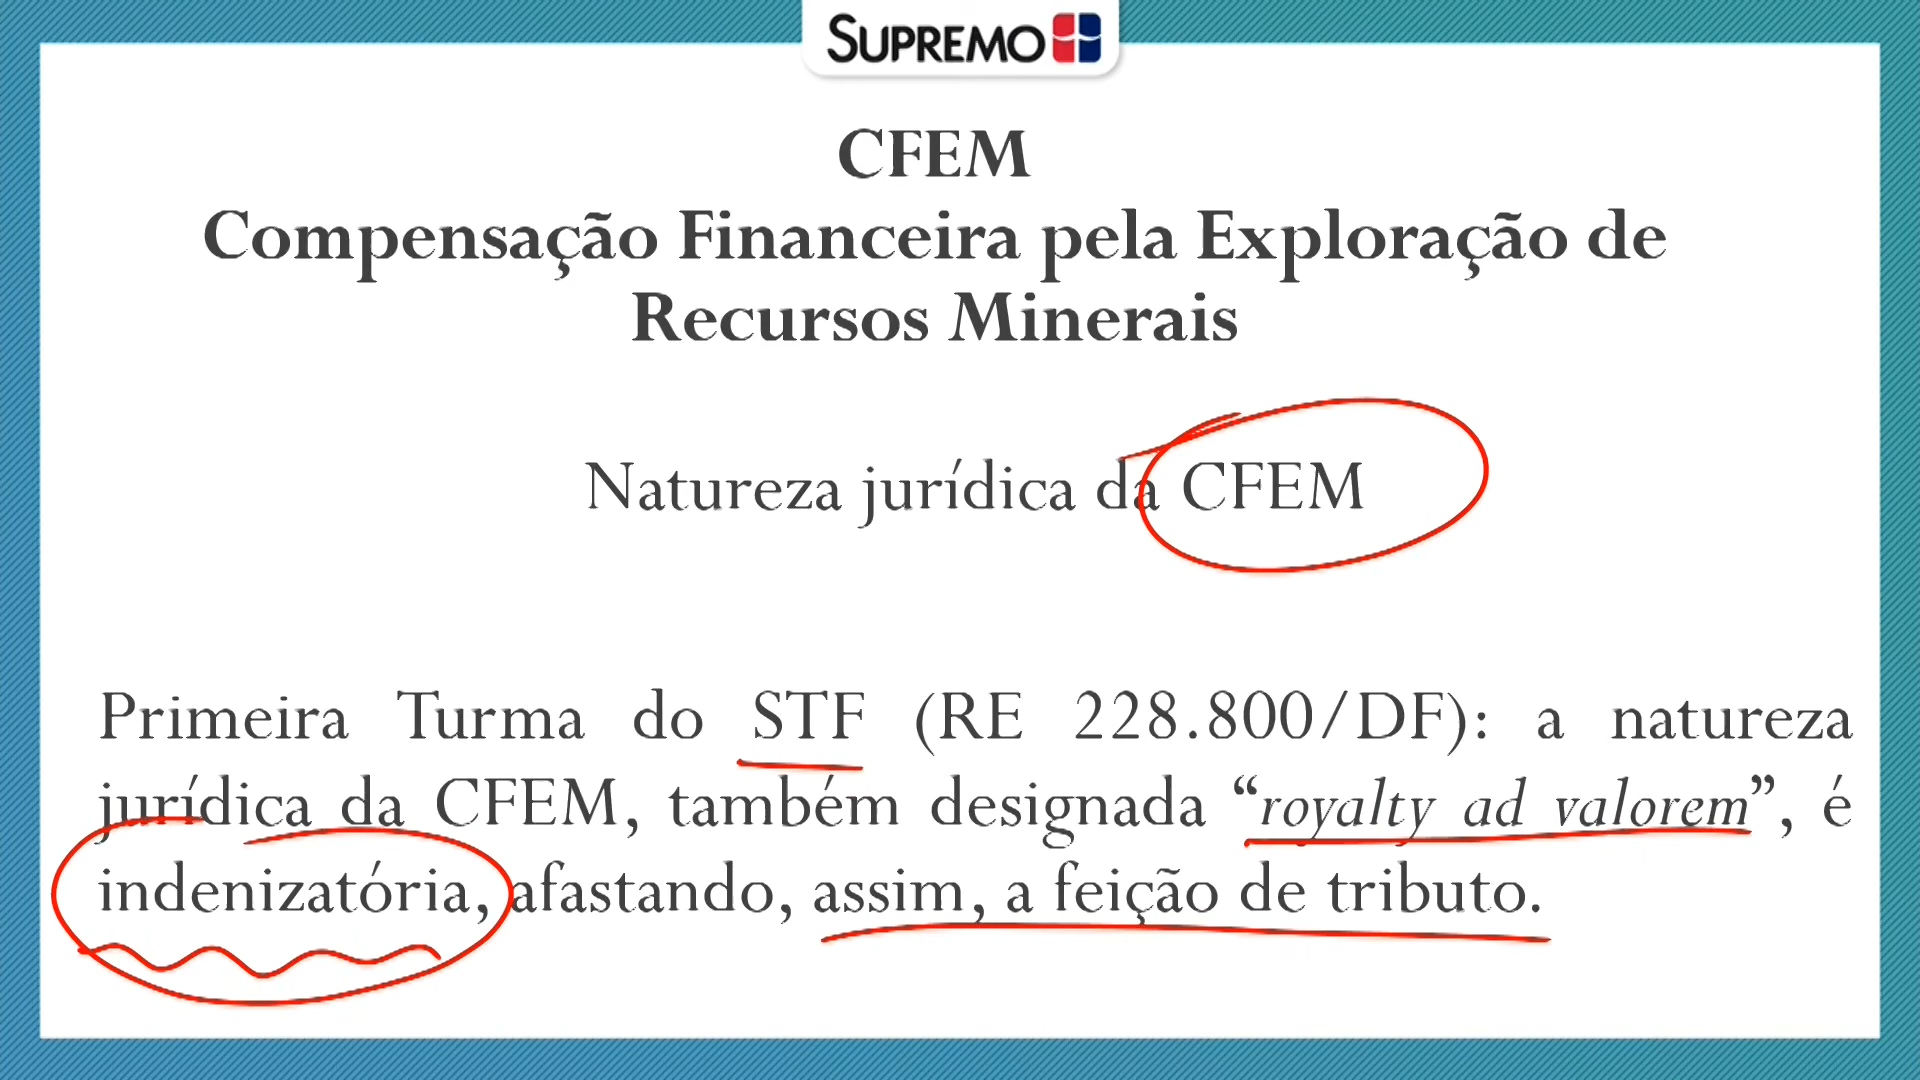 SUPREMO
CFEM
Compensação Financeira pela Exploração de
Recursos Minerais
Natureza jurídica da CFEM
Primeira Turma do STF (RE 228.800/DF): a natureza
jurídica da CFEM, também designada “royalty ad valorem”, é
indenizatória, afastando, assim, a feição de tributo.